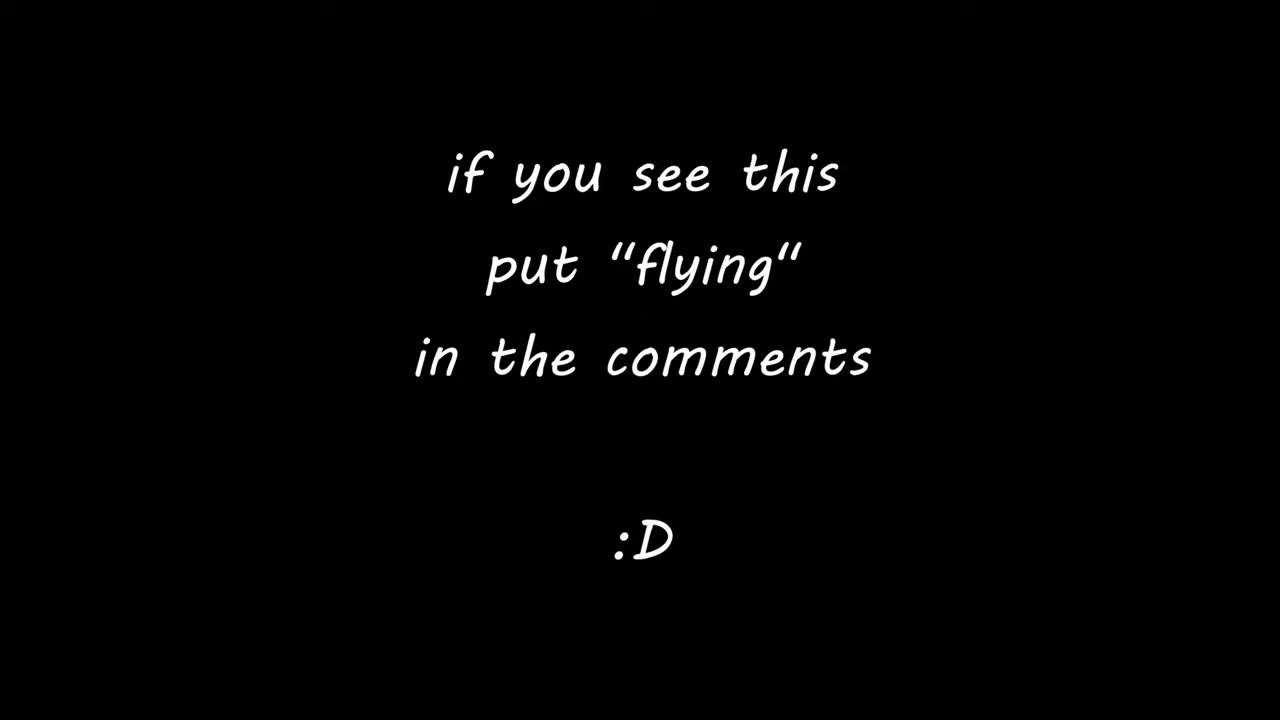 if you see this
put “flying“
in the comments
:D